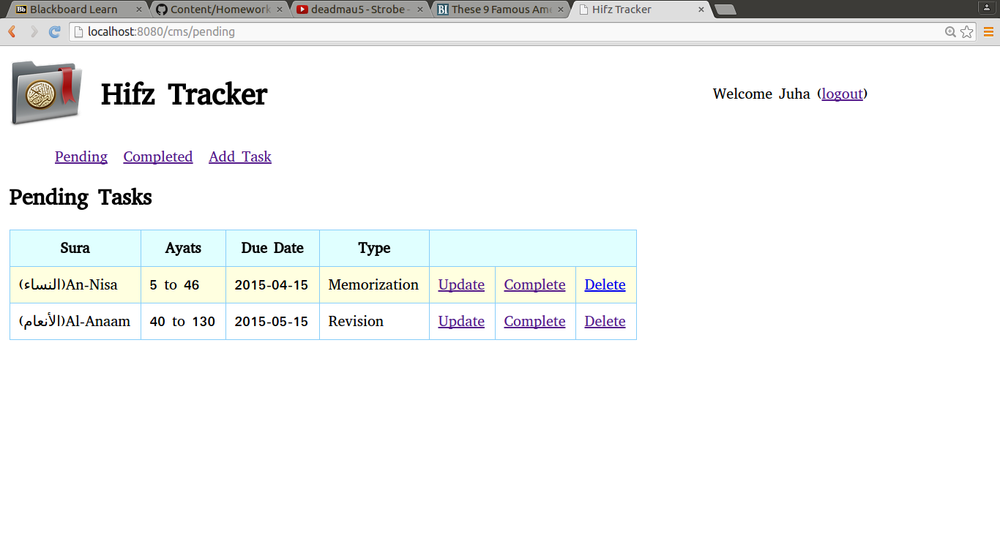 Blackboard Learn Content/Homework deadmau5 - Strobe - These 9 Famous Ame Hifz Tracker
localhost:8080/cms/pending
Hifz Tracker Welcome Juha (logout)
Pending Completed Add Task
Pending Tasks
Sura Ayats Due Date Type
(النساء)An-Nisa 5 to 46 2015-04-15 Memorization Update Complete Delete
(الأنعام)Al-Anaam 40 to 130 2015-05-15 Revision Update Complete Delete